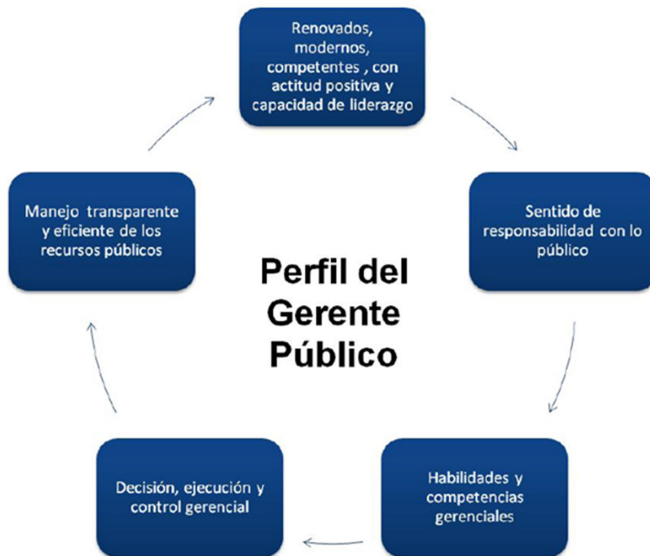 Renovados,
modernos,
competentes , con
actitud positiva y
capacidad de liderazgo
Sentido de
responsabilidad con lo
público
Habilidades y
competencias
gerenciales
Decisión, ejecución y
control gerencial
Manejo transparente
y eficiente de los
recursos públicos
Perfil del
Gerente
Público